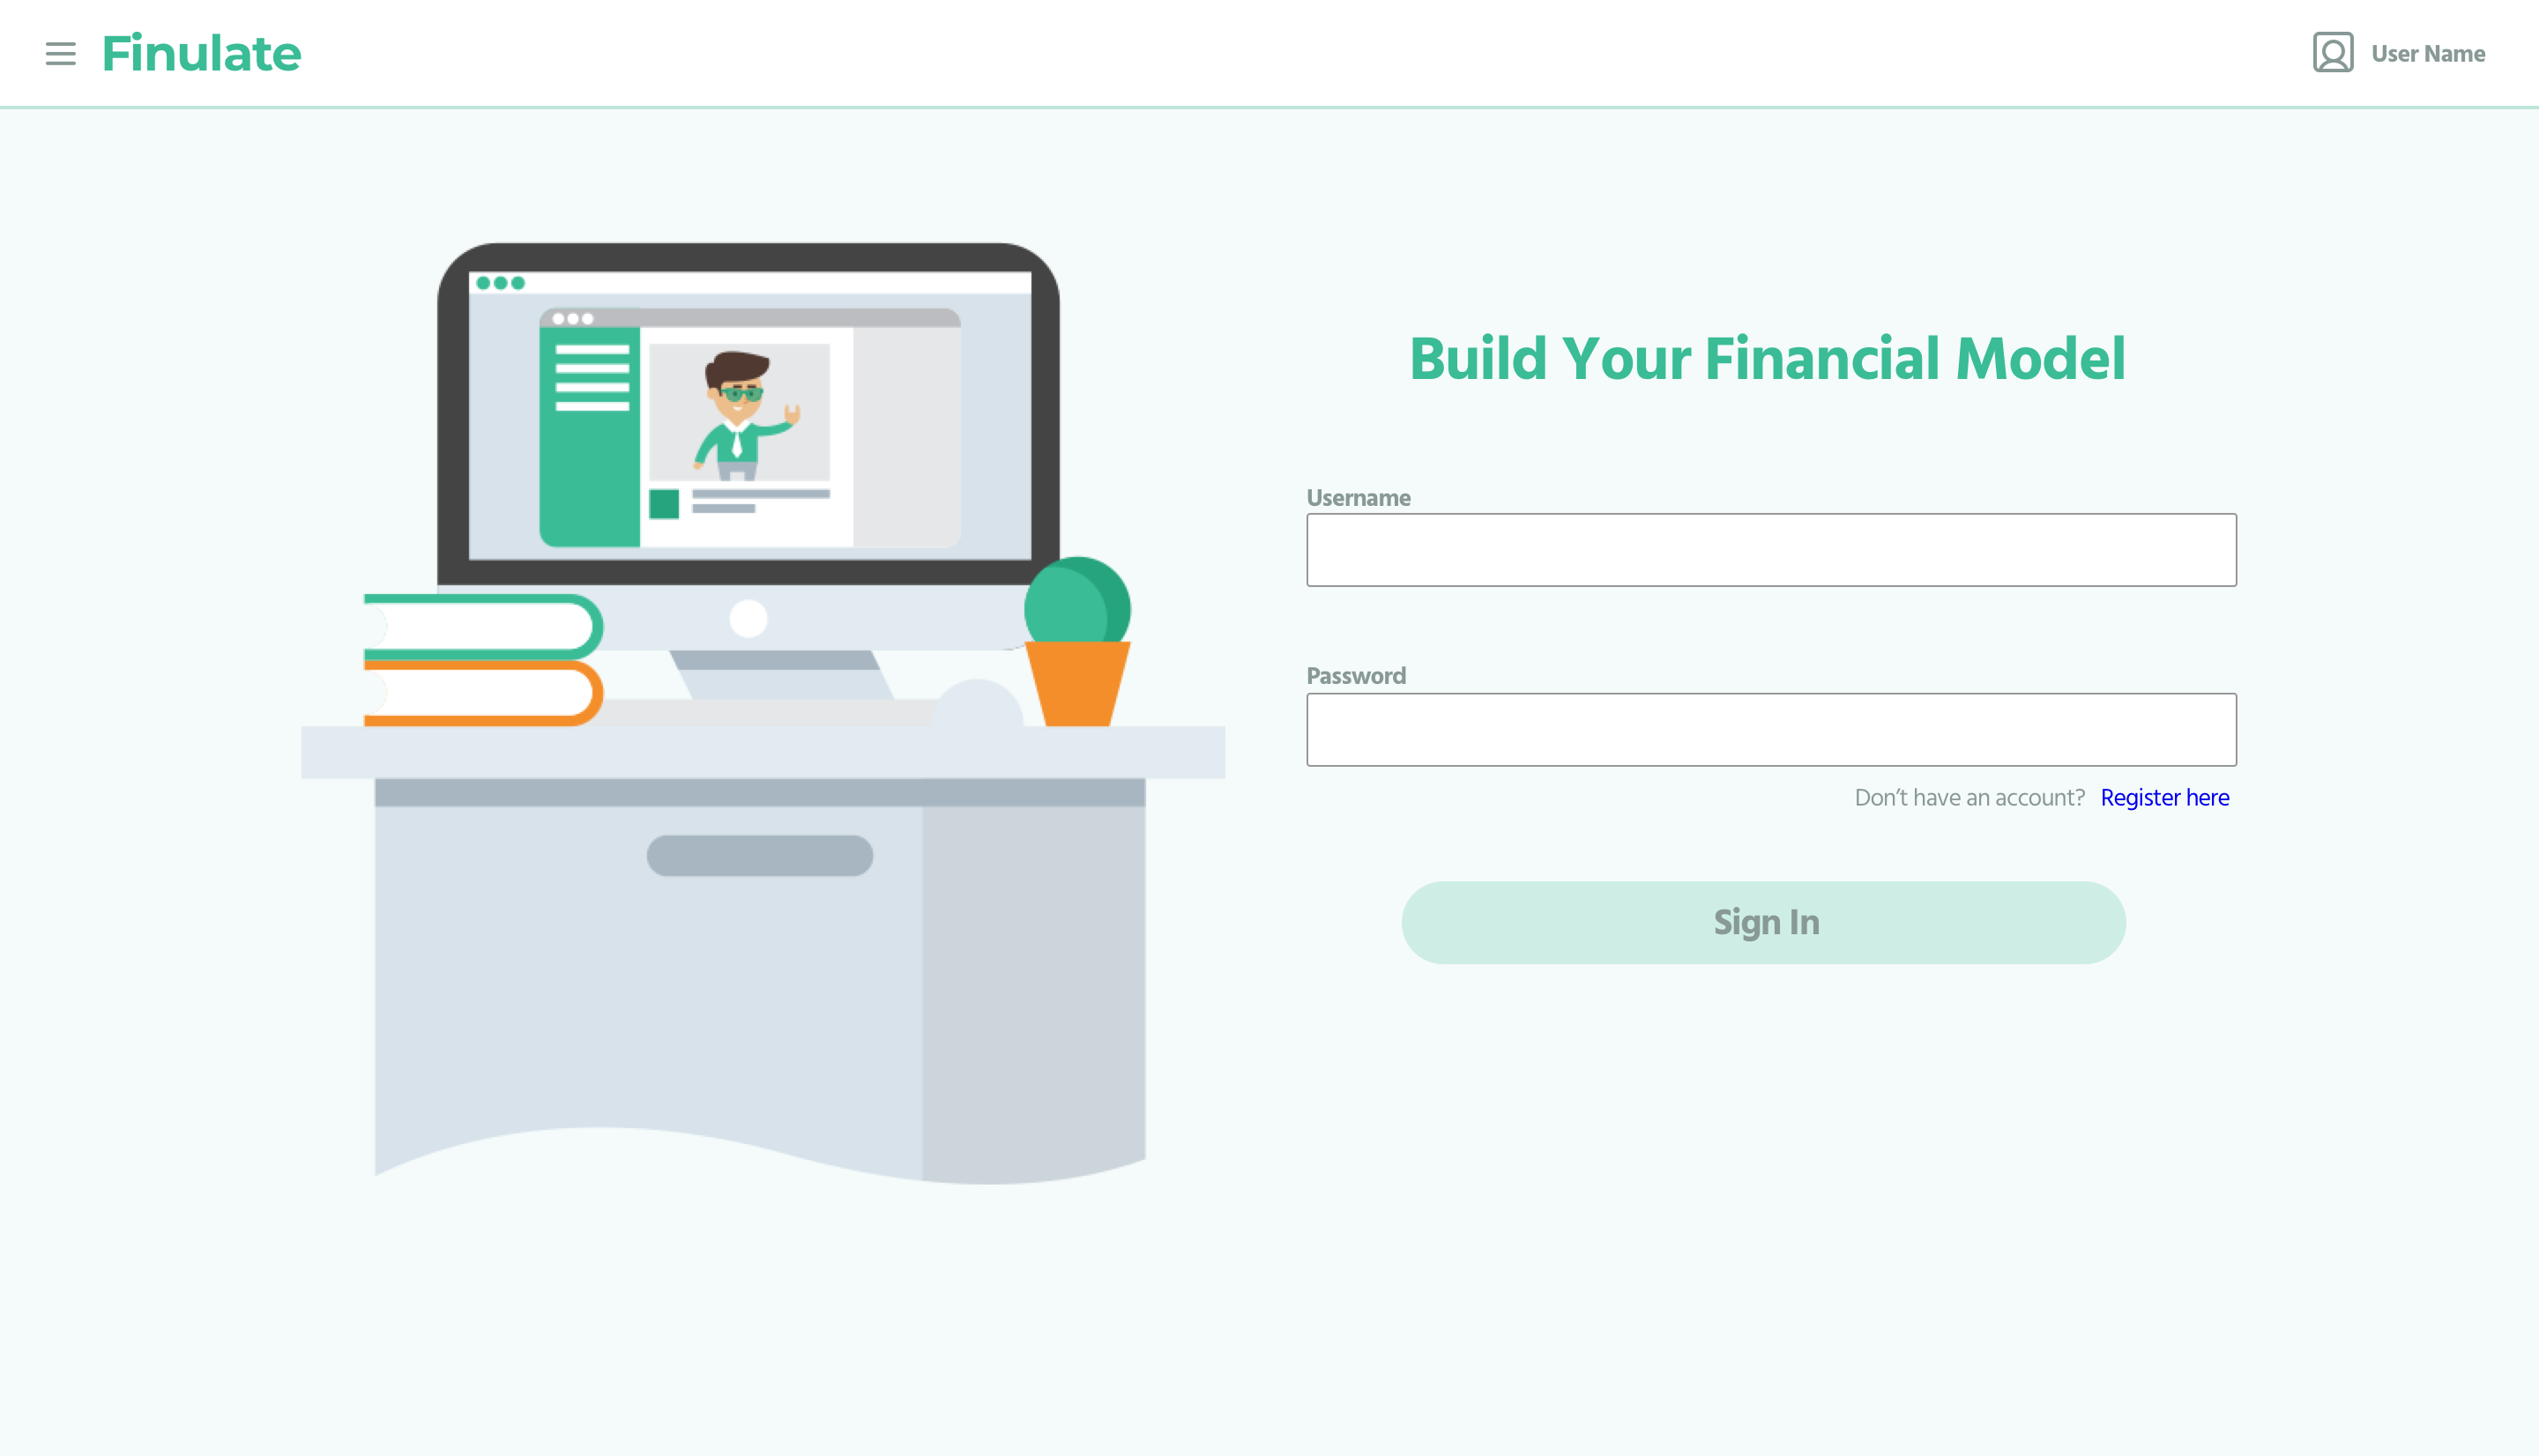 Finulate
User Name
Build Your Financial Model
Username
Password
Don’t have an account? Register here
Sign In